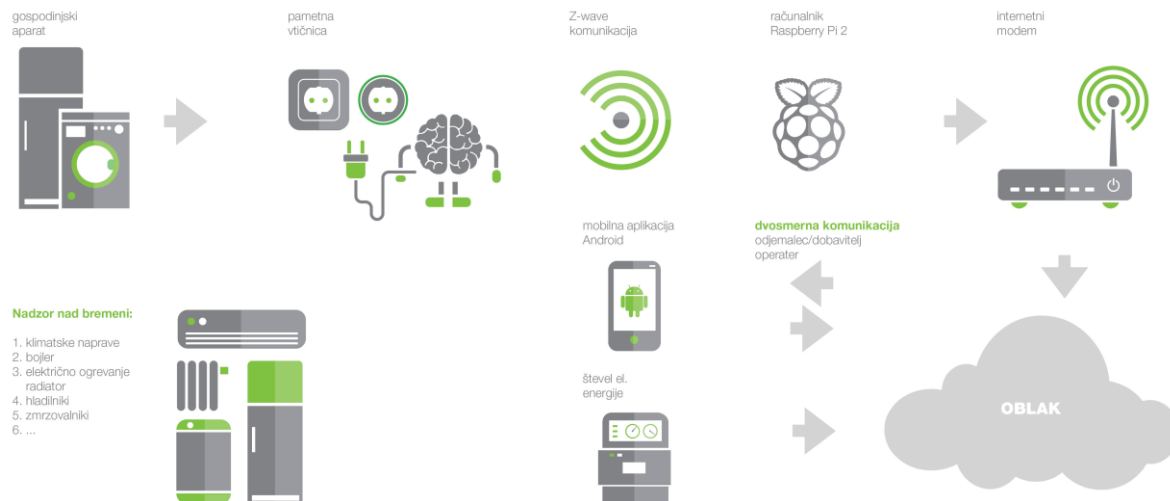 gospodinjski
aparat
pametna
vtičnica
Z-wave
komunikacija
računalnik
Raspberry Pi 2
internetni
modem
mobilna aplikacija
Android
dvosmerna komunikacija
odjemalec/dobavitelj
operater
Nadzor nad bremeni:
1. klimatske naprave
2. bojler
3. električno ogrevanje
radiator
4. hladilniki
5. zmrzovalniki
6. ...
števel el.
energije
OBLAK